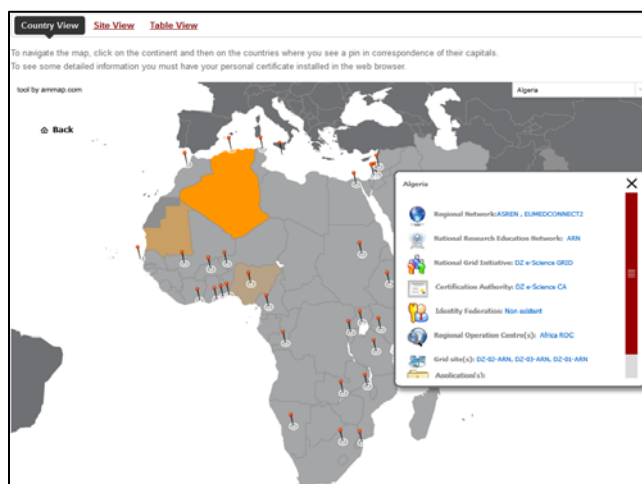 Country View Site View Table View
To navigate the map, click on the continent and then on the countries where you see a pin in correspondence of their capitals.
To see some detailed information you must have your personal certificate installed in the web browser.
tool by ammap.com
Algeria
Back
Algeria
Regional Network:ASREN , EUMEDCONNECT2
National Research Education Network: ARN
National Grid Initiative: DZ e-Science GRID
Certification Authority: DZ e-Science CA
Identity Federation: Non asistant
Regional Operation Centre(s): Africa ROC
Grid site(s): DZ-02-ARN, DZ-03-ARN, DZ-01-ARN
Application(s):